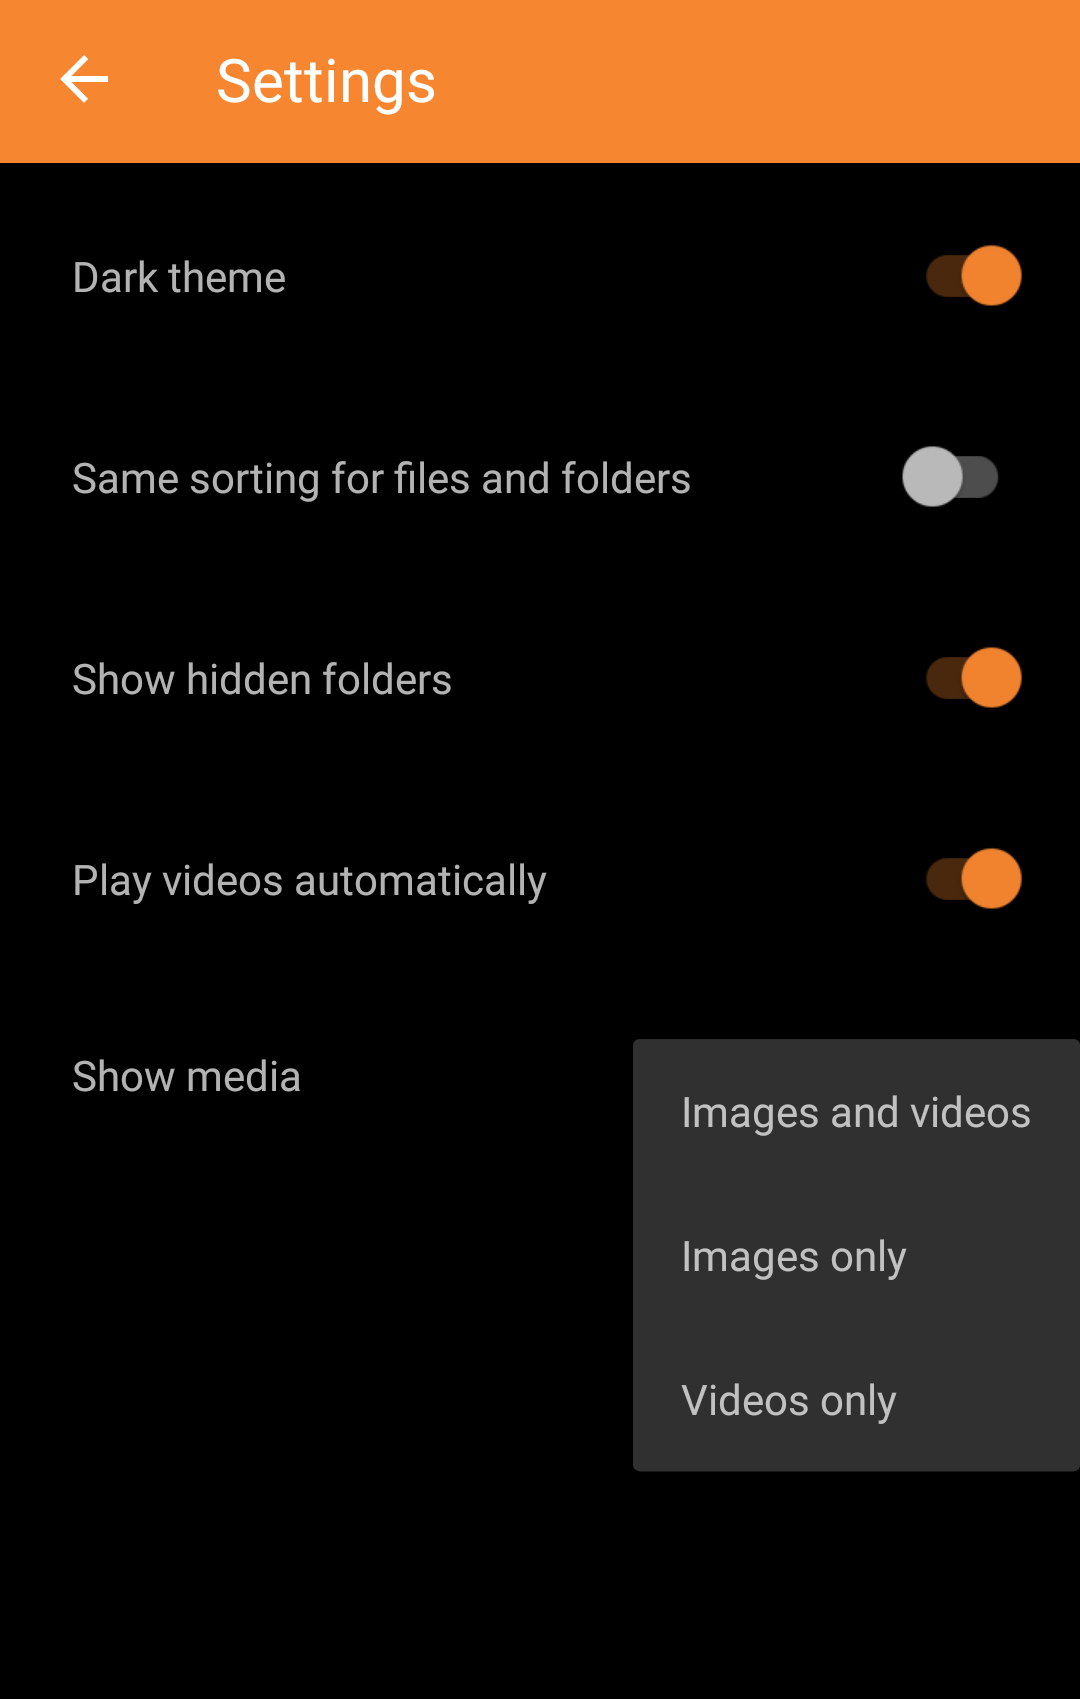 Settings
Dark theme
Same sorting for files and folders
Show hidden folders
Play videos automatically
Show media
Images and videos
Images only
Videos only